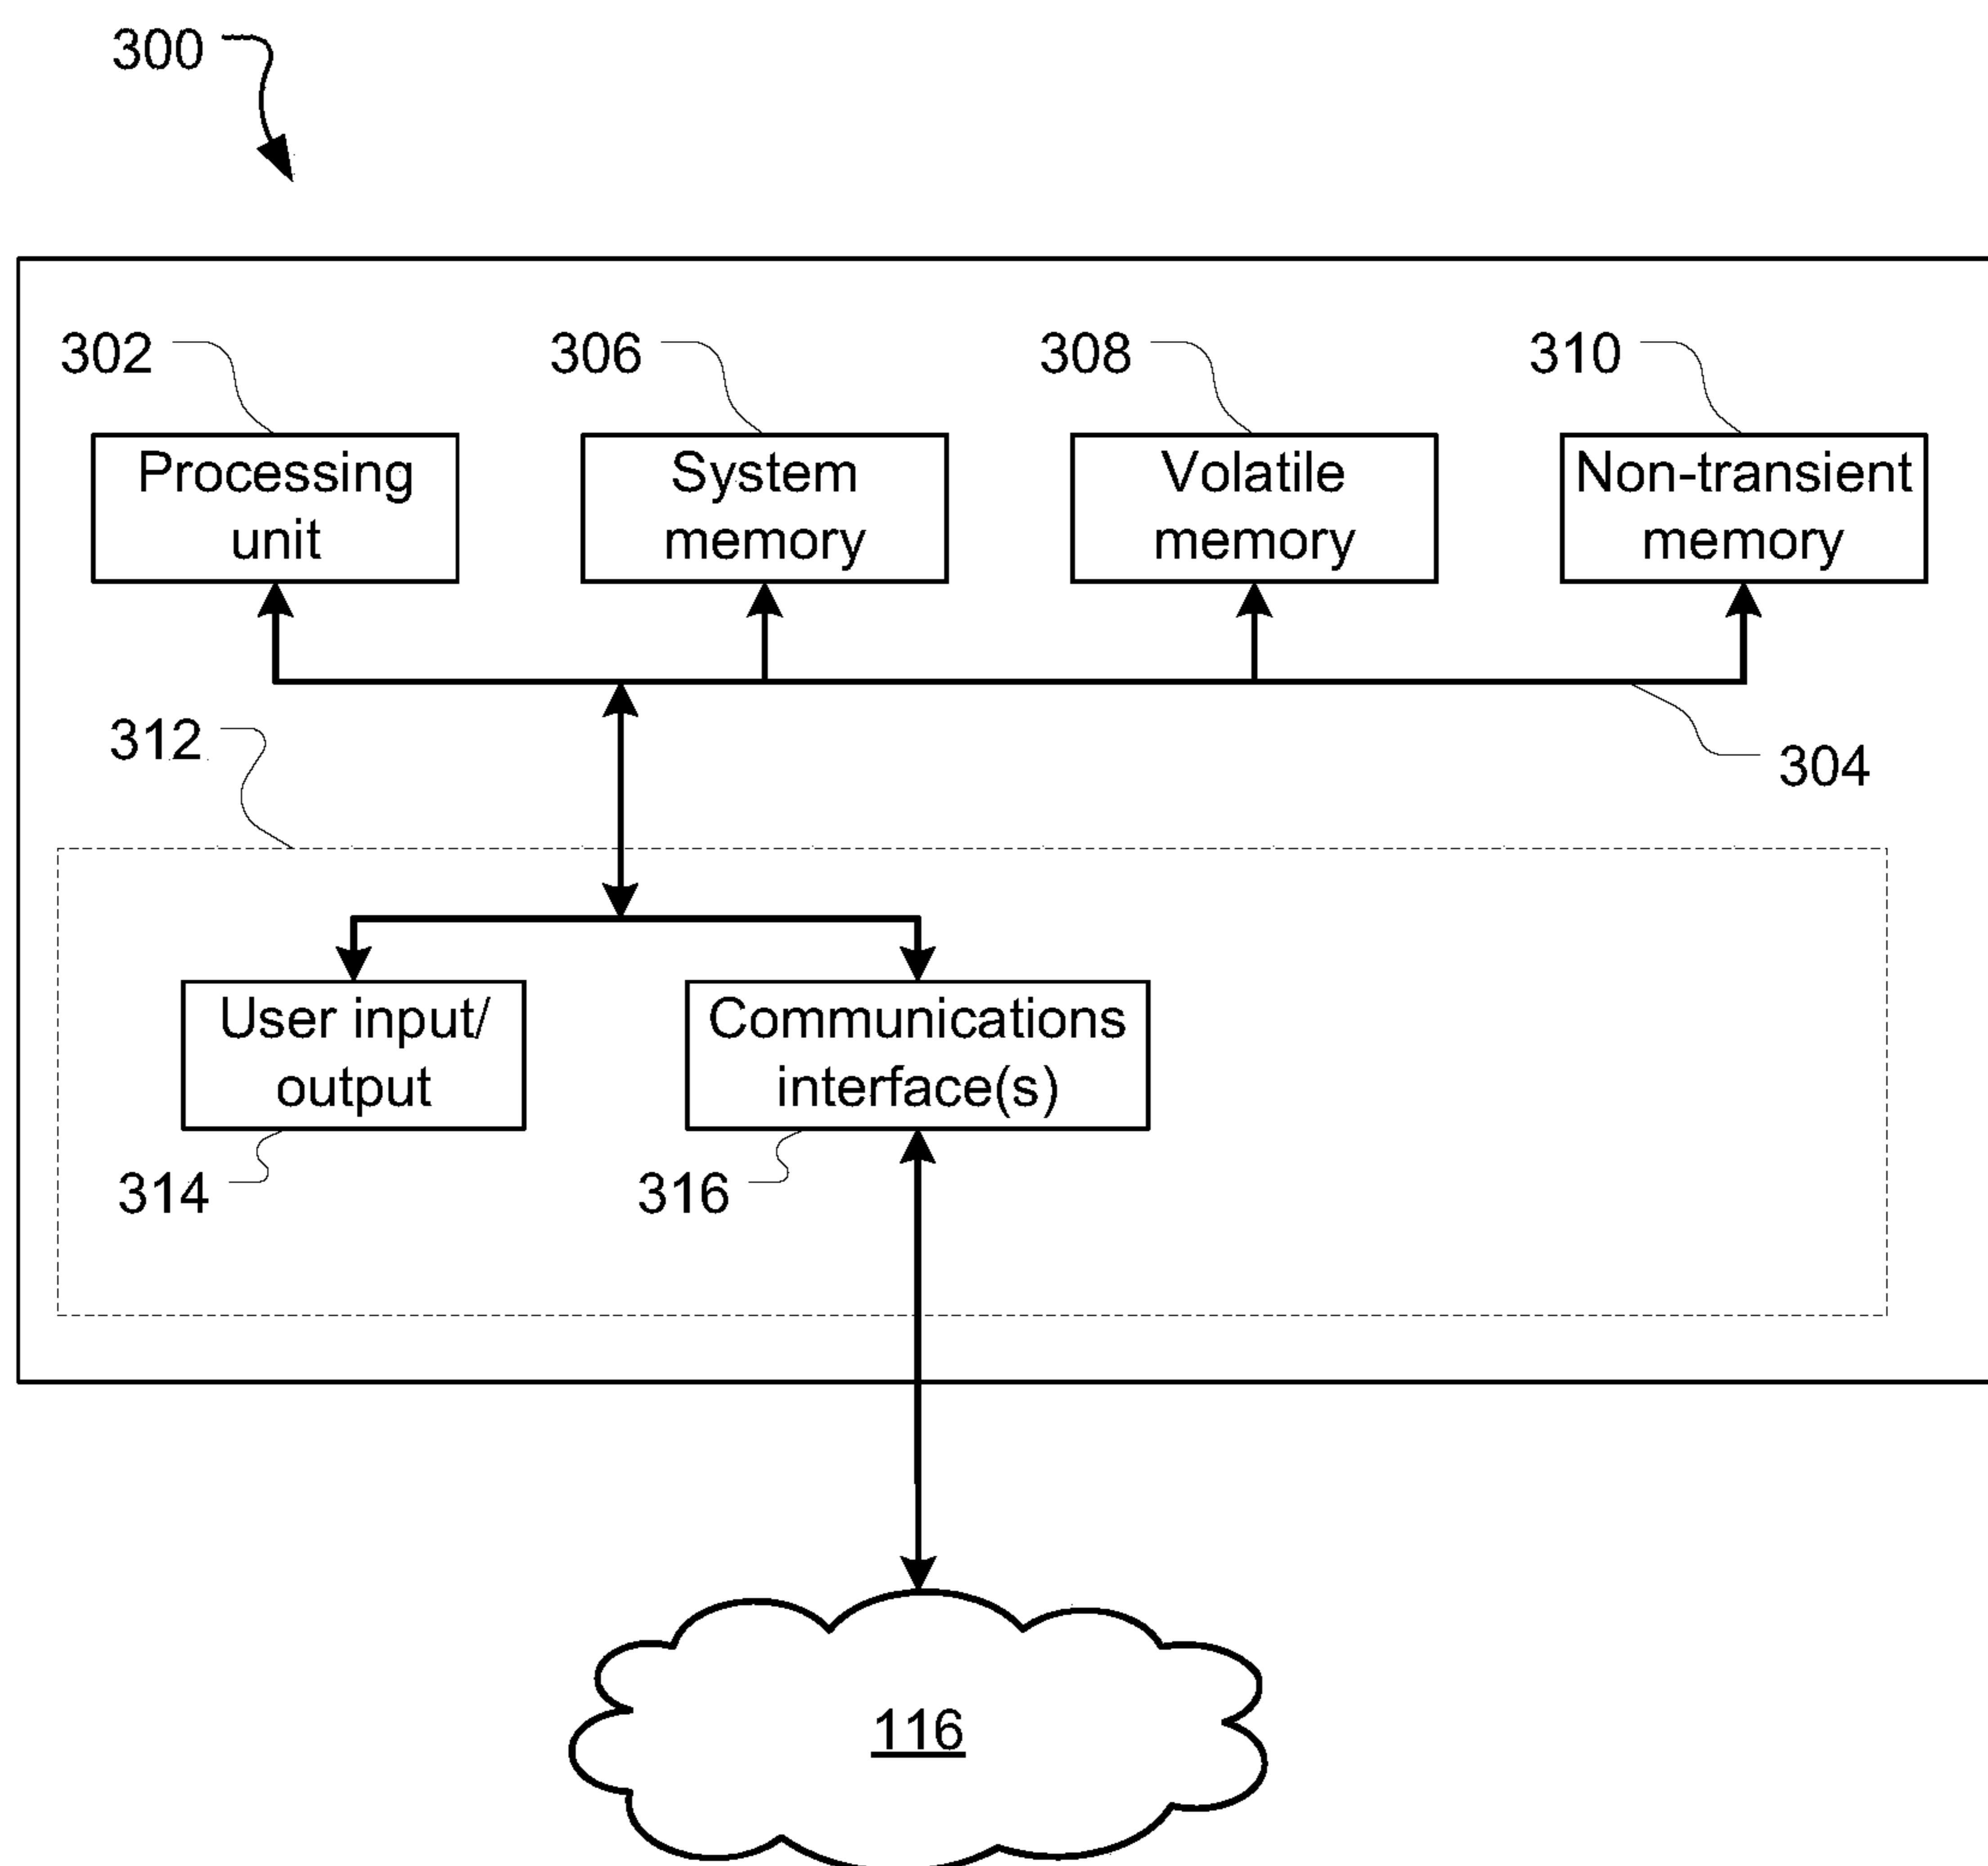 300
302
306
308
310
Processing
unit
System
memory
Volatile
memory
Non-transient
memory
312
304
User input/
output
Communications
interface(s)
314
316
116